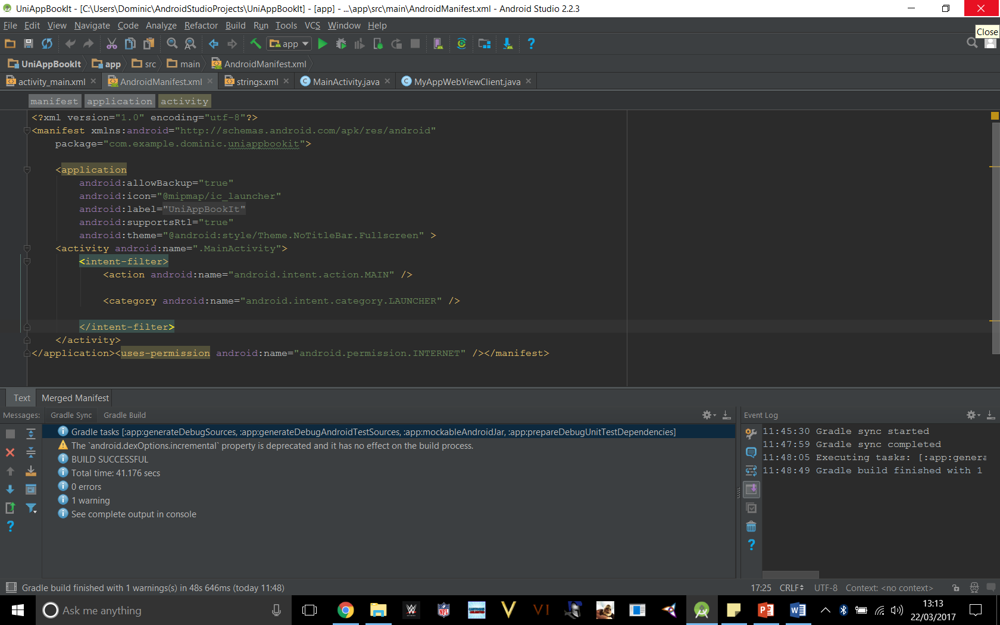 UniAppBookIt - [C:\Users\Dominic\AndroidStudioProjects\UniAppBookIt] - [app] - ...\app\src\main\AndroidManifest.xml - Android Studio 2.2.3
File Edit View Navigate Code Analyze Refactor Build Run Tools VCS Window Help
Close
app
UniAppBookIt app src main AndroidManifest.xml
activity_main.xml AndroidManifest.xml strings.xml MainActivity.java MyAppWebViewClient.java
manifest application activity
<?xml version="1.0" encoding="utf-8"?>
<manifest xmlns:android="http://schemas.android.com/apk/res/android"
package="com.example.dominic.uniappbookit">
<application
android:allowBackup="true"
android:icon="@mipmap/ic_launcher"
android:label="UniAppBookIt"
android:supportsRtl="true"
android:theme="@android:style/Theme.NoTitleBar.Fullscreen" >
<activity android:name=".MainActivity">
<intent-filter>
<action android:name="android.intent.action.MAIN" />
<category android:name="android.intent.category.LAUNCHER" />
</intent-filter>
</activity>
</application><uses-permission android:name="android.permission.INTERNET" /></manifest>
Text Merged Manifest
Messages: Gradle Sync Gradle Build
Gradle tasks [:app:generateDebugSources, :app:generateDebugAndroidTestSources, :app:mockableAndroidJar, :app:prepareDebugUnitTestDependencies]
The `android.dexOptions.incremental` property is deprecated and it has no effect on the build process.
BUILD SUCCESSFUL
Total time: 41.176 secs
0 errors
1 warning
See complete output in console
Event Log
11:45:30 Gradle sync started
11:47:59 Gradle sync completed
11:48:05 Executing tasks: [:app:genera
11:48:49 Gradle build finished with 1
Gradle build finished with 1 warnings(s) in 48s 646ms (today 11:48)
17:25 CRLF UTF-8 Context: <no context>
Ask me anything
W
NFL
V
VI
P
W
13:13
22/03/2017